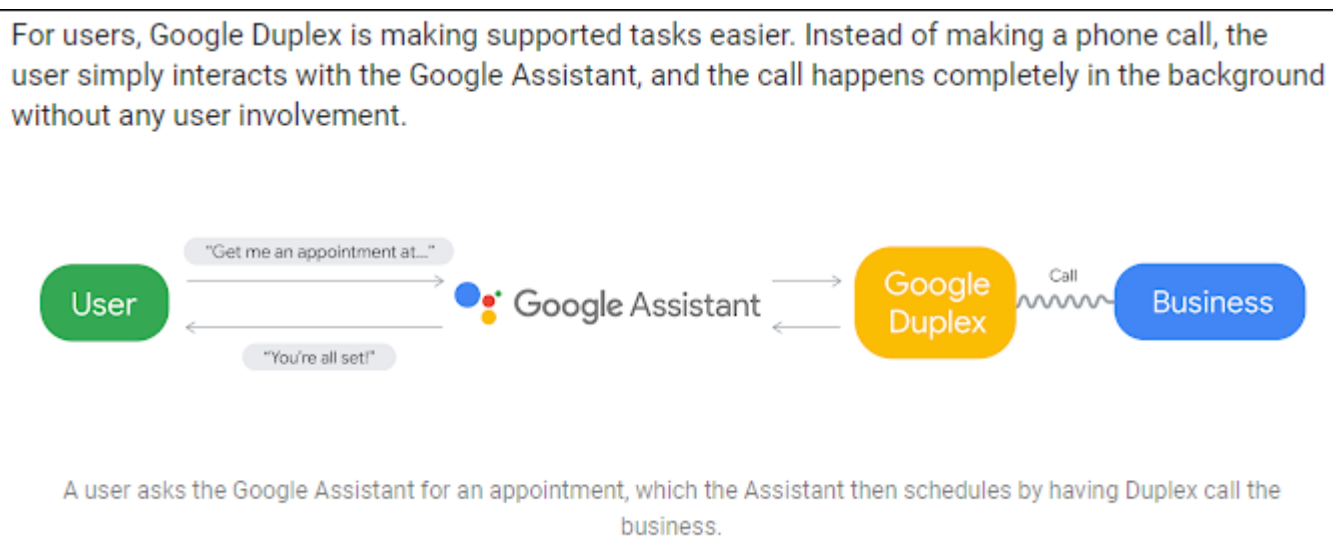 For users, Google Duplex is making supported tasks easier. Instead of making a phone call, the
user simply interacts with the Google Assistant, and the call happens completely in the background
without any user involvement.
"Get me an appointment at..."
User
Google Assistant
Google
Duplex
Call
Business
"You're all set!"
A user asks the Google Assistant for an appointment, which the Assistant then schedules by having Duplex call the
business.